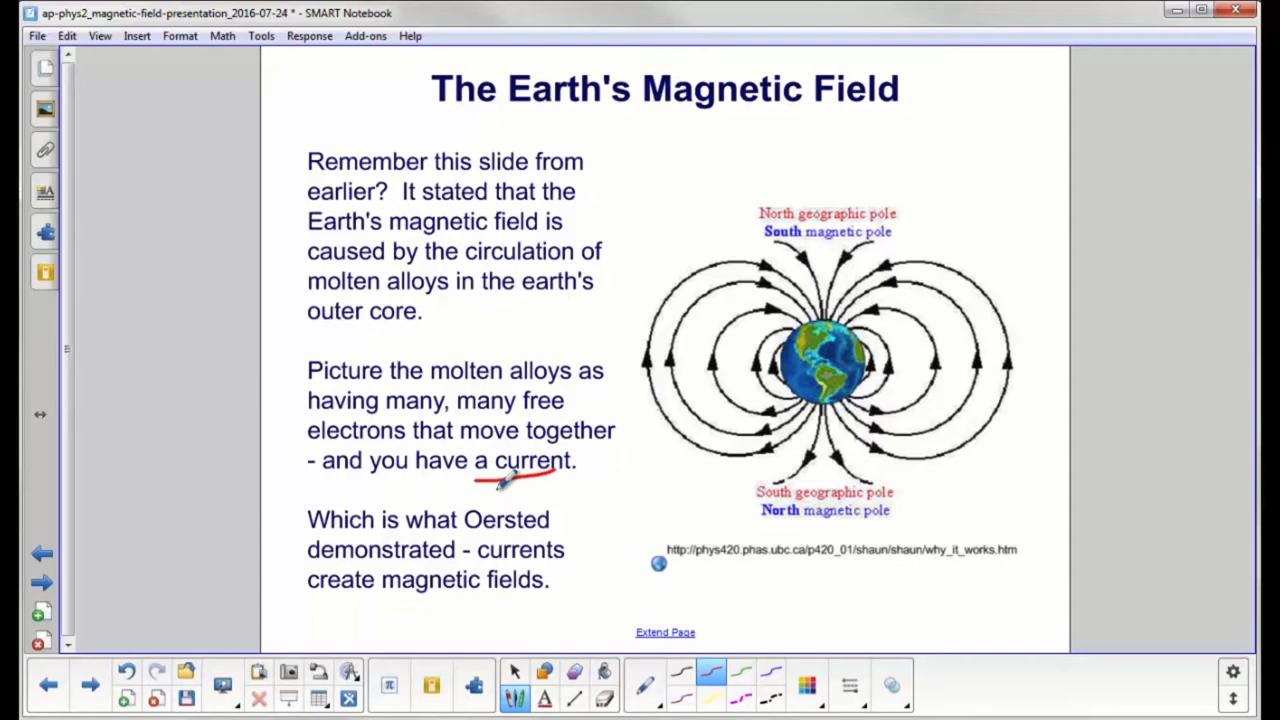 ap-phys2_magnetic-field-presentation_2016-07-24 * - SMART Notebook
File Edit View Insert Format Math Tools Response Add-ons Help
The Earth's Magnetic Field
Remember this slide from
earlier? It stated that the
Earth's magnetic field is
caused by the circulation of
molten alloys in the earth's
outer core.
Picture the molten alloys as
having many, many free
electrons that move together
- and you have a current.
Which is what Oersted
demonstrated - currents
create magnetic fields.
North geographic pole
South magnetic pole
South geographic pole
North magnetic pole
http://phys420.phas.ubc.ca/p420_01/shaun/shaun/why_it_works.htm
Extend Page